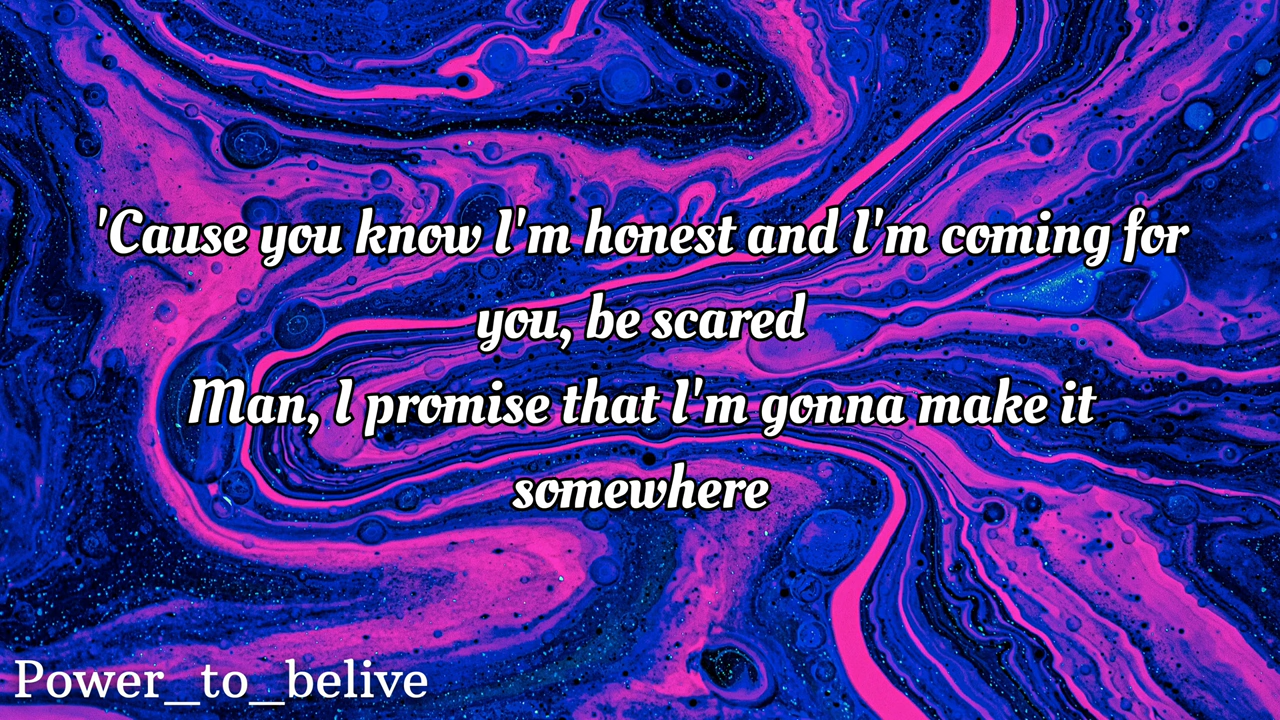 'Cause you know I'm honest and I'm coming for
you, be scared
Man, I promise that I'm gonna make it
somewhere
Power_to_belive